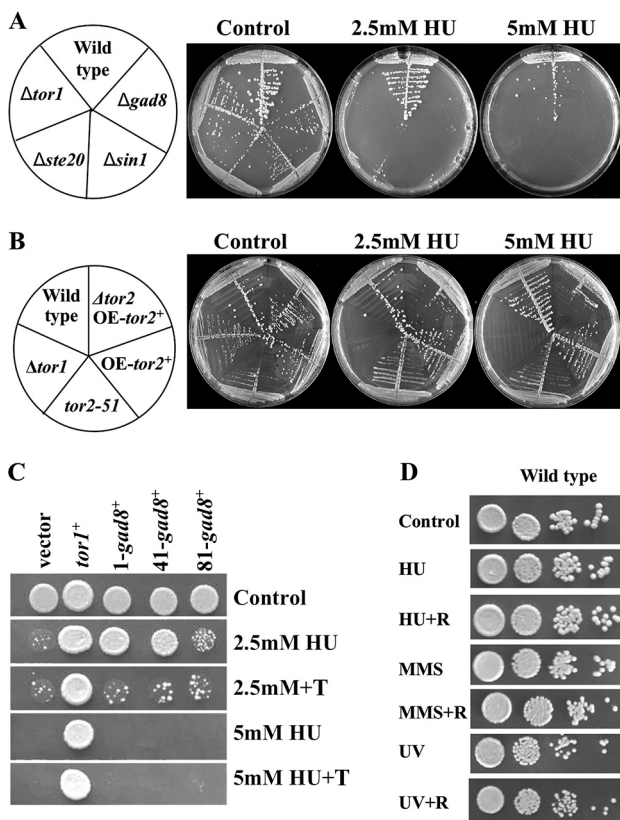 A
Wild type
Δtor1
Δgad8
Δste20
Δsin1
Control
2.5mM HU
5mM HU
B
Wild type
Δtor2
OE-tor2⁺
Δtor1
OE-tor2⁺
tor2-51
Control
2.5mM HU
5mM HU
C
vector
tor1⁺
1-gad8⁺
41-gad8⁺
81-gad8⁺
Control
2.5mM HU
2.5mM+T
5mM HU
5mM HU+T
D
Wild type
Control
HU
HU+R
MMS
MMS+R
UV
UV+R